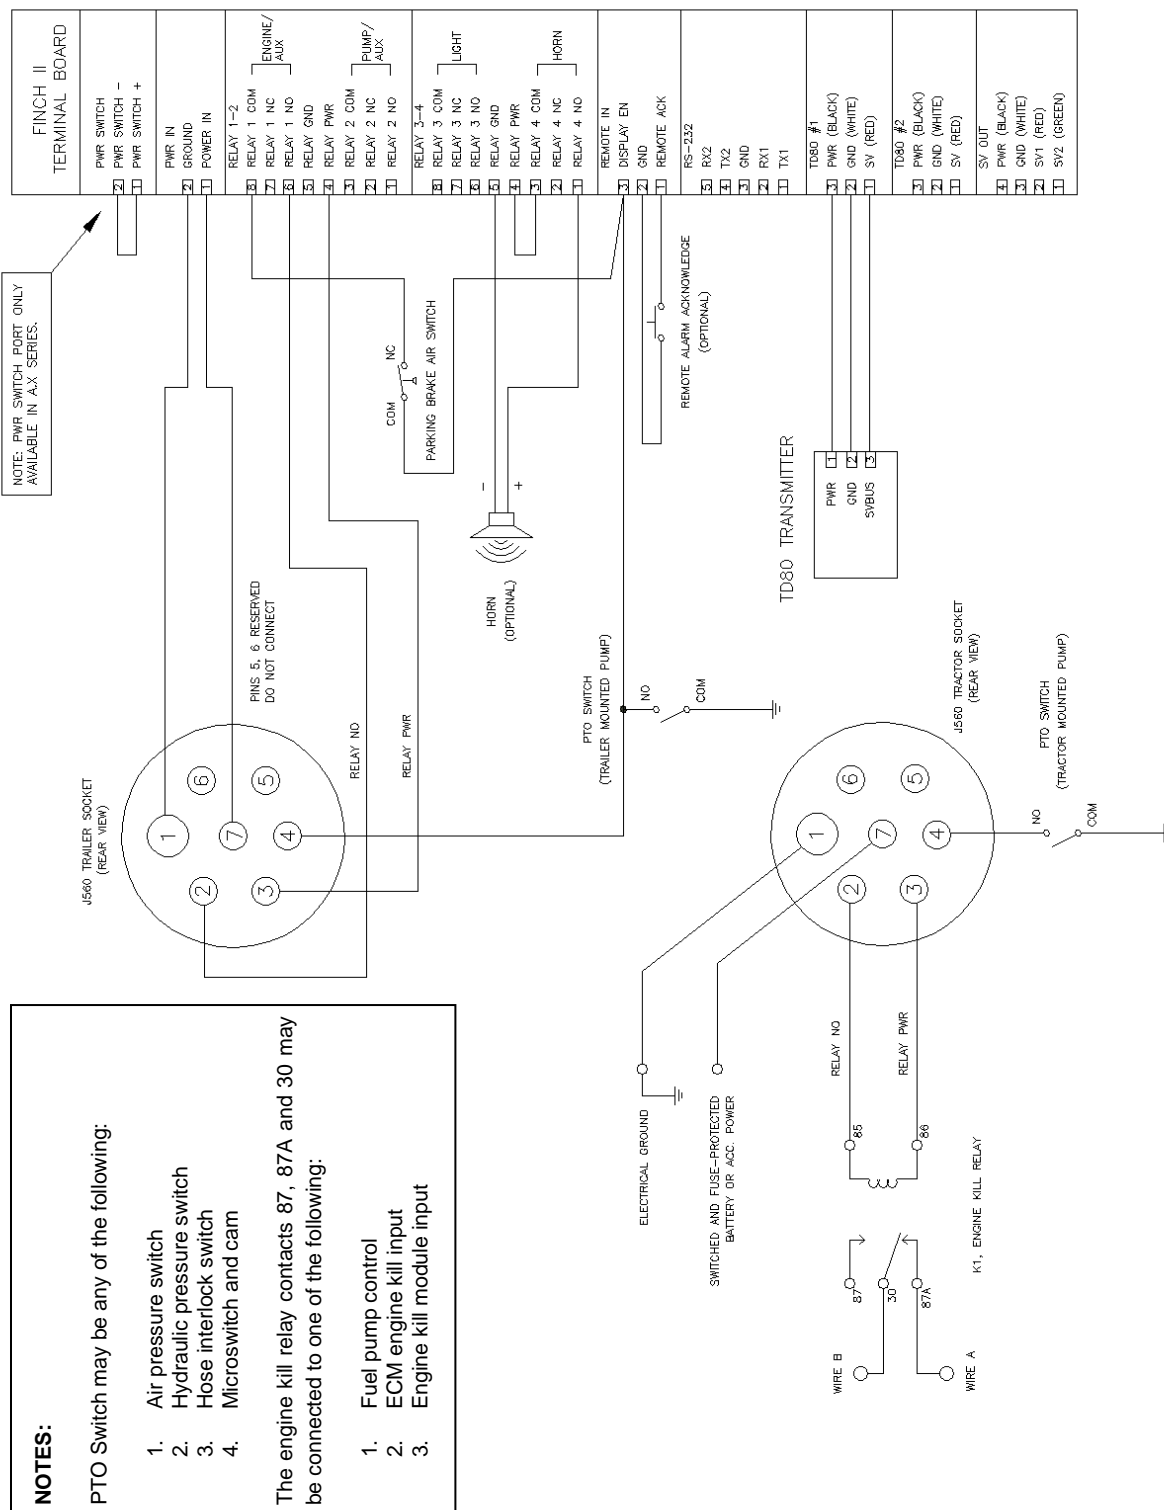 FINCH II
TERMINAL BOARD
PWR SWITCH
2 PWR SWITCH -
1 PWR SWITCH +
PWR IN
2 GROUND
1 POWER IN
RELAY 1-2
8 RELAY 1 COM
7 RELAY 1 NC
6 RELAY 1 NO
5 RELAY GND
4 RELAY PWR
3 RELAY 2 COM
2 RELAY 2 NC
1 RELAY 2 NO
ENGINE/
AUX
PUMP/
AUX
RELAY 3-4
8 RELAY 3 COM
7 RELAY 3 NC
6 RELAY 3 NO
5 RELAY GND
4 RELAY PWR
3 RELAY 4 COM
2 RELAY 4 NC
1 RELAY 4 NO
LIGHT
HORN
REMOTE IN
3 DISPLAY EN
2 GND
1 REMOTE ACK
RS-232
5 RX2
4 TX2
3 GND
2 RX1
1 TX1
TD80 #1
3 PWR (BLACK)
2 GND (WHITE)
1 SV (RED)
TD80 #2
3 PWR (BLACK)
2 GND (WHITE)
1 SV (RED)
SV OUT
4 PWR (BLACK)
3 GND (WHITE)
2 SV1 (RED)
1 SV2 (GREEN)
NOTE: PWR SWITCH PORT ONLY
AVAILABLE IN A.X SERIES.
COM
NC
PARKING BRAKE AIR SWITCH
-
+
HORN
(OPTIONAL)
REMOTE ALARM ACKNOWLEDGE
(OPTIONAL)
TD80 TRANSMITTER
PWR 1
GND 2
SVBUS 3
J560 TRAILER SOCKET
(REAR VIEW)
1
2
3
4
5
6
7
PINS 5, 6 RESERVED
DO NOT CONNECT
RELAY NO
RELAY PWR
PTO SWITCH
(TRAILER MOUNTED PUMP)
NO
COM
J560 TRACTOR SOCKET
(REAR VIEW)
1
2
3
4
5
6
7
PTO SWITCH
(TRACTOR MOUNTED PUMP)
NO
COM
ELECTRICAL GROUND
SWITCHED AND FUSE-PROTECTED
BATTERY OR ACC. POWER
RELAY NO
RELAY PWR
85
86
K1, ENGINE KILL RELAY
87
30
87A
WIRE B
WIRE A
NOTES:
PTO Switch may be any of the following:
1. Air pressure switch
2. Hydraulic pressure switch
3. Hose interlock switch
4. Microswitch and cam
The engine kill relay contacts 87, 87A and 30 may
be connected to one of the following:
1. Fuel pump control
2. ECM engine kill input
3. Engine kill module input